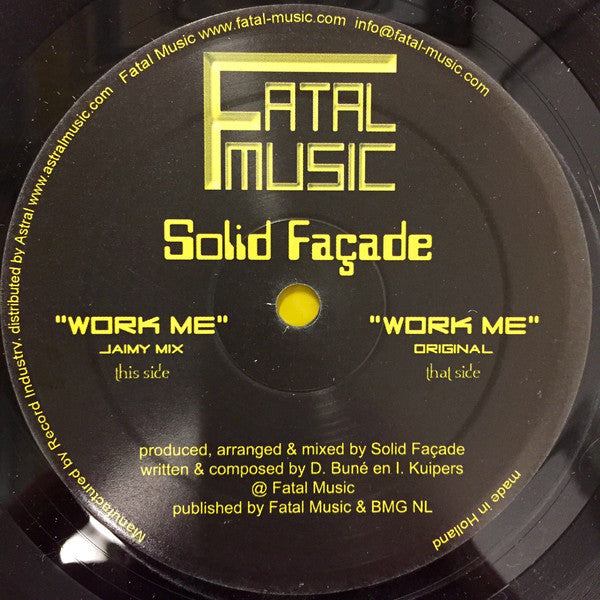 Manufactured by Record Industry. distributed by Astral www.astralmusic.com Fatal Music www.fatal-music.com info@fatal-music.com
FATAL
MUSIC
Solid Façade
"WORK ME"
JAIMY MIX
this side
"WORK ME"
ORIGINAL
that side
produced, arranged & mixed by Solid Façade
written & composed by D. Buné en I. Kuipers
@ Fatal Music
published by Fatal Music & BMG NL
made in Holland